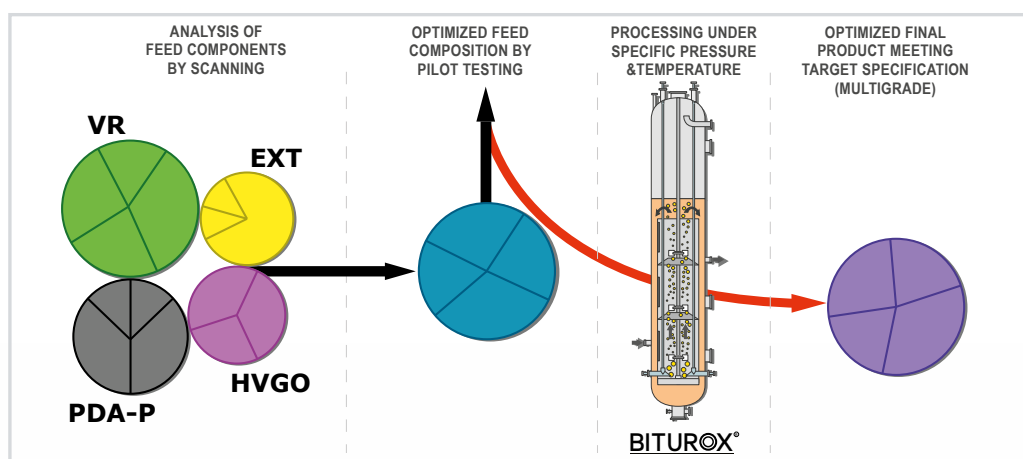 ANALYSIS OF
FEED COMPONENTS
BY SCANNING
OPTIMIZED FEED
COMPOSITION BY
PILOT TESTING
PROCESSING UNDER
SPECIFIC PRESSURE
&TEMPERATURE
OPTIMIZED FINAL
PRODUCT MEETING
TARGET SPECIFICATION
(MULTIGRADE)
VR
EXT
HVGO
PDA-P
BITUROX®